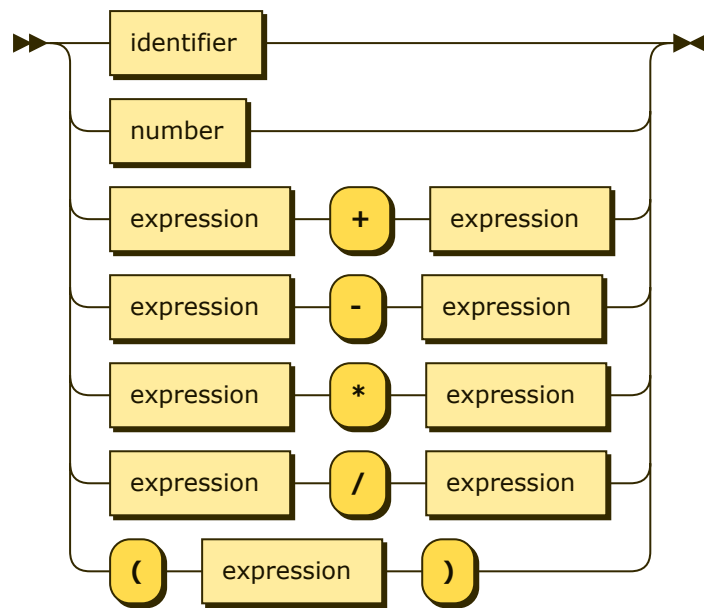 identifier
number
expression + expression
expression - expression
expression * expression
expression / expression
( expression )